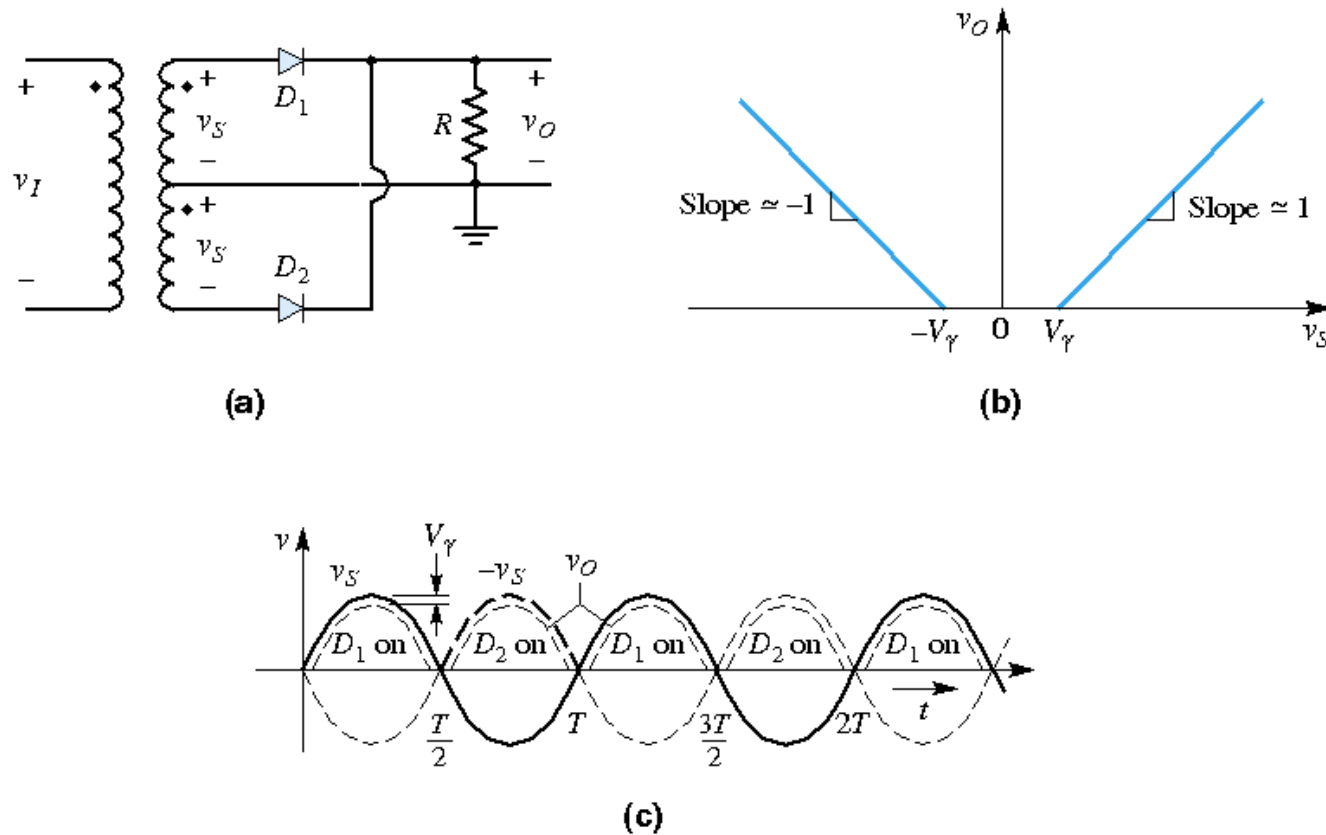 +
v_I
−
+
v_S
−
+
v_S
−
D_1
D_2
R
+
v_O
−
(a)
v_O
Slope ≃ −1
Slope ≃ 1
−V_γ
0
V_γ
v_S
(b)
v
V_γ
v_S
−v_S
v_O
D_1 on
D_2 on
D_1 on
D_2 on
D_1 on
T/2
T
3T/2
2T
t
(c)